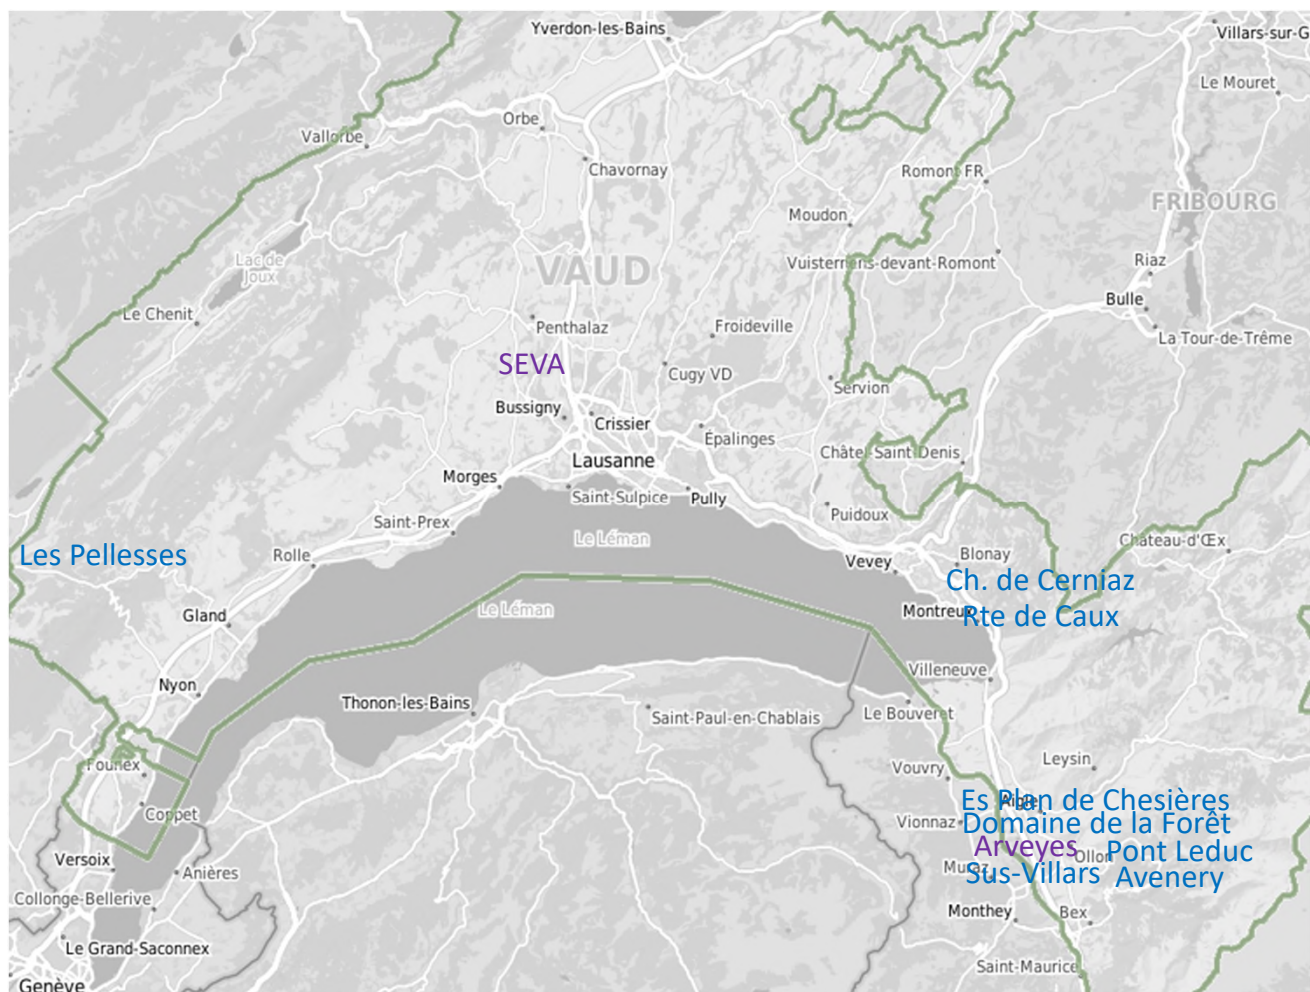 Yverdon-les-Bains
Villars-sur-G
Le Mouret
Orbe
Vallorbe
Chavornay
Romont FR
FRIBOURG
Moudon
Lac de
Joux
VAUD
Vuisternens-devant-Romont
Riaz
Bulle
Le Chenit
Penthalaz
Froideville
La Tour-de-Trême
SEVA
Cugy VD
Servion
Bussigny
Crissier
Épalinges
Lausanne
Châtel-Saint-Denis
Morges
Saint-Sulpice
Pully
Puidoux
Saint-Prex
Le Léman
Château-d'Œx
Les Pellesses
Rolle
Vevey
Blonay
Ch. de Cerniaz
Le Léman
Montreux
Rte de Caux
Gland
Villeneuve
Nyon
Thonon-les-Bains
Saint-Paul-en-Chablais
Le Bouveret
Founex
Vouvry
Leysin
Es Plan de Chesières
Aigle
Coppet
Vionnaz
Domaine de la Forêt
Arveyes
Ollon
Pont Leduc
Versoix
Anières
Muraz
Sus-Villars
Avenery
Collonge-Bellerive
Monthey
Bex
Le Grand-Saconnex
Saint-Maurice
Genève